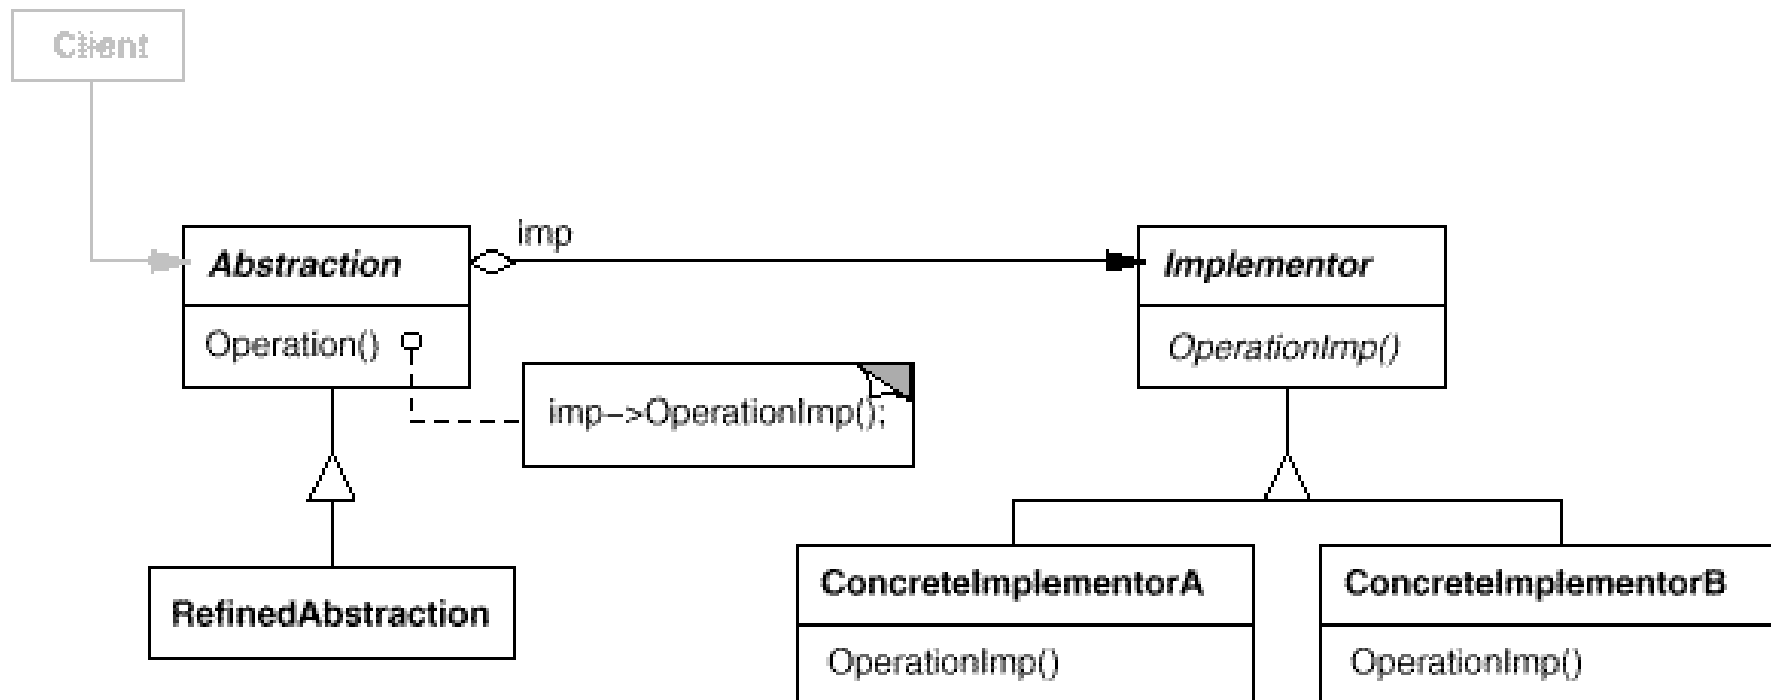 Client
imp
Abstraction
Implementor
Operation()
OperationImp()
imp->OperationImp();
RefinedAbstraction
ConcreteImplementorA
ConcreteImplementorB
OperationImp()
OperationImp()